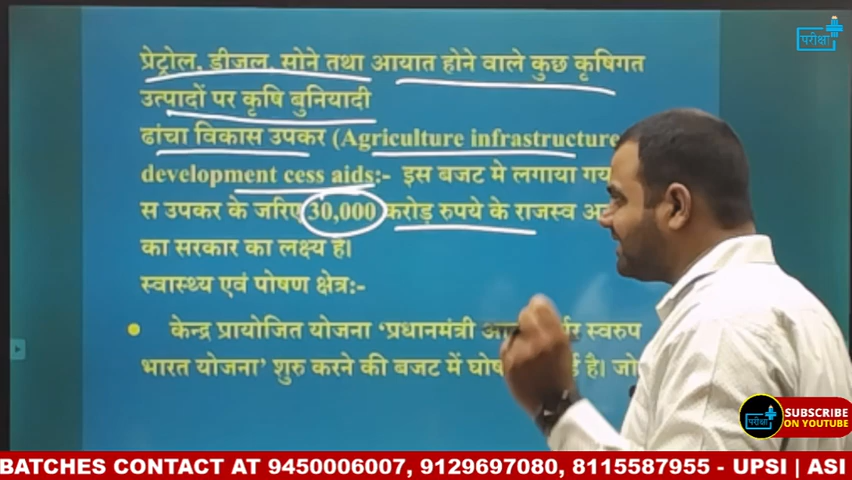 परीक्षा
प्रेट्रोल, डीजल, सोने तथा आयात होने वाले कुछ कृषिगत
उत्पादों पर कृषि बुनियादी
ढांचा विकास उपकर (Agriculture infrastructure
development cess aids:- इस बजट मे लगाया
स उपकर के जरिए 30,000 करोड़ रुपये के राजस्व
का सरकार का लक्ष्य है।
स्वास्थ्य एवं पोषण क्षेत्र:-
केन्द्र प्रायोजित योजना 'प्रधानमंत्री स्वरुप
भारत योजना' शुरु करने की बजट में है। जो
परीक्षा
SUBSCRIBE
ON YOUTUBE
BATCHES CONTACT AT 9450006007, 9129697080, 8115587955 - UPSI | ASI